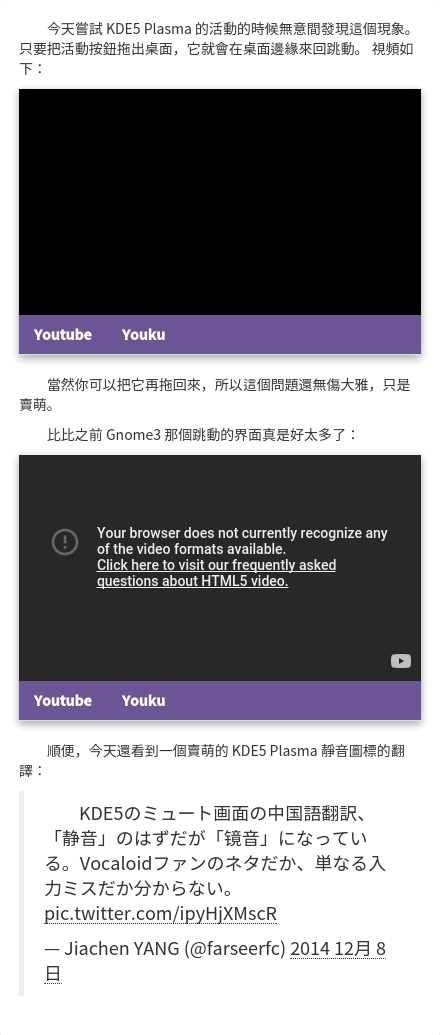 今天嘗試 KDE5 Plasma 的活動的時候無意間發現這個現象。
只要把活動按鈕拖出桌面，它就會在桌面邊緣來回跳動。 視頻如
下：
Youtube Youku
當然你可以把它再拖回來，所以這個問題還無傷大雅，只是
賣萌。
比比之前 Gnome3 那個跳動的界面真是好太多了：
Your browser does not currently recognize any
of the video formats available.
Click here to visit our frequently asked
questions about HTML5 video.
Youtube Youku
順便，今天還看到一個賣萌的 KDE5 Plasma 靜音圖標的翻
譯：
KDE5のミュート画面の中国語翻訳、
「静音」のはずだが「镜音」になってい
る。Vocaloidファンのネタだか、単なる入
力ミスだか分からない。
pic.twitter.com/ipyHjXMscR
— Jiachen YANG (@farseerfc) 2014 12月 8
日